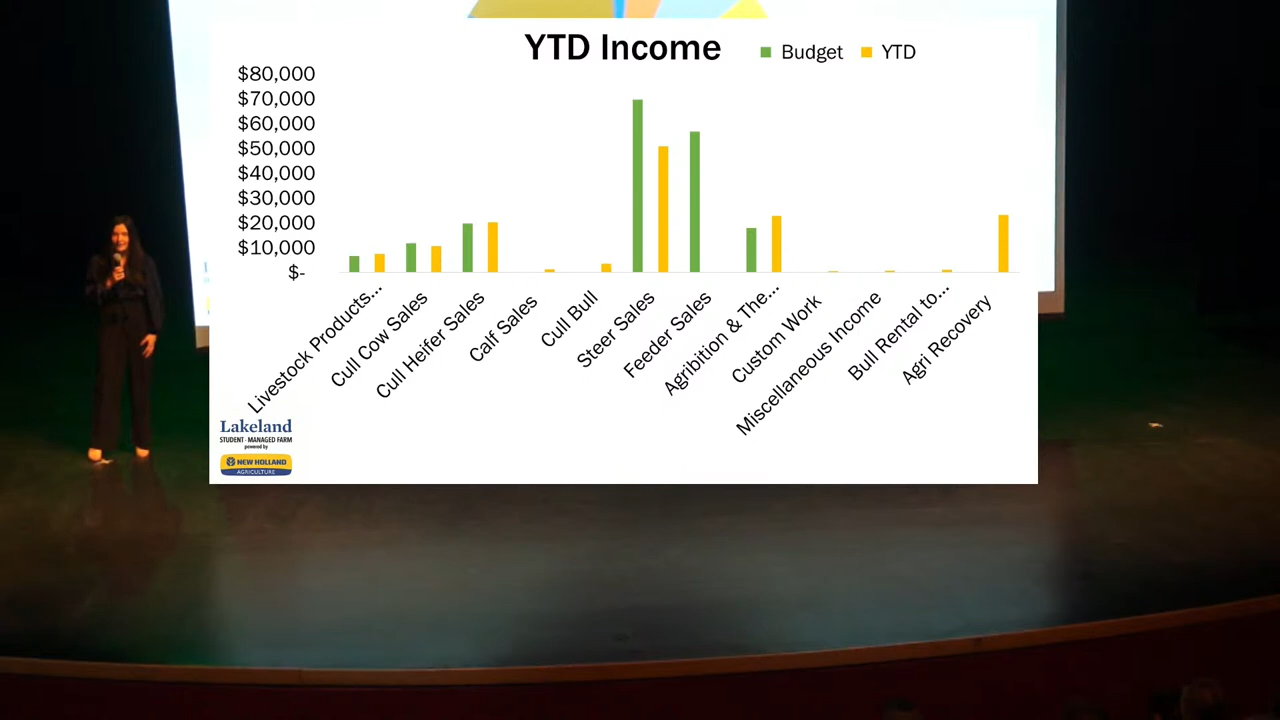 YTD Income
Budget YTD
$80,000
$70,000
$60,000
$50,000
$40,000
$30,000
$20,000
$10,000
$-
Livestock Products...
Cull Cow Sales
Cull Heifer Sales
Calf Sales
Cull Bull
Steer Sales
Feeder Sales
Agribition & The...
Custom Work
Miscellaneous Income
Bull Rental to...
Agri Recovery
Lakeland
STUDENT-MANAGED FARM
powered by
NEW HOLLAND
AGRICULTURE